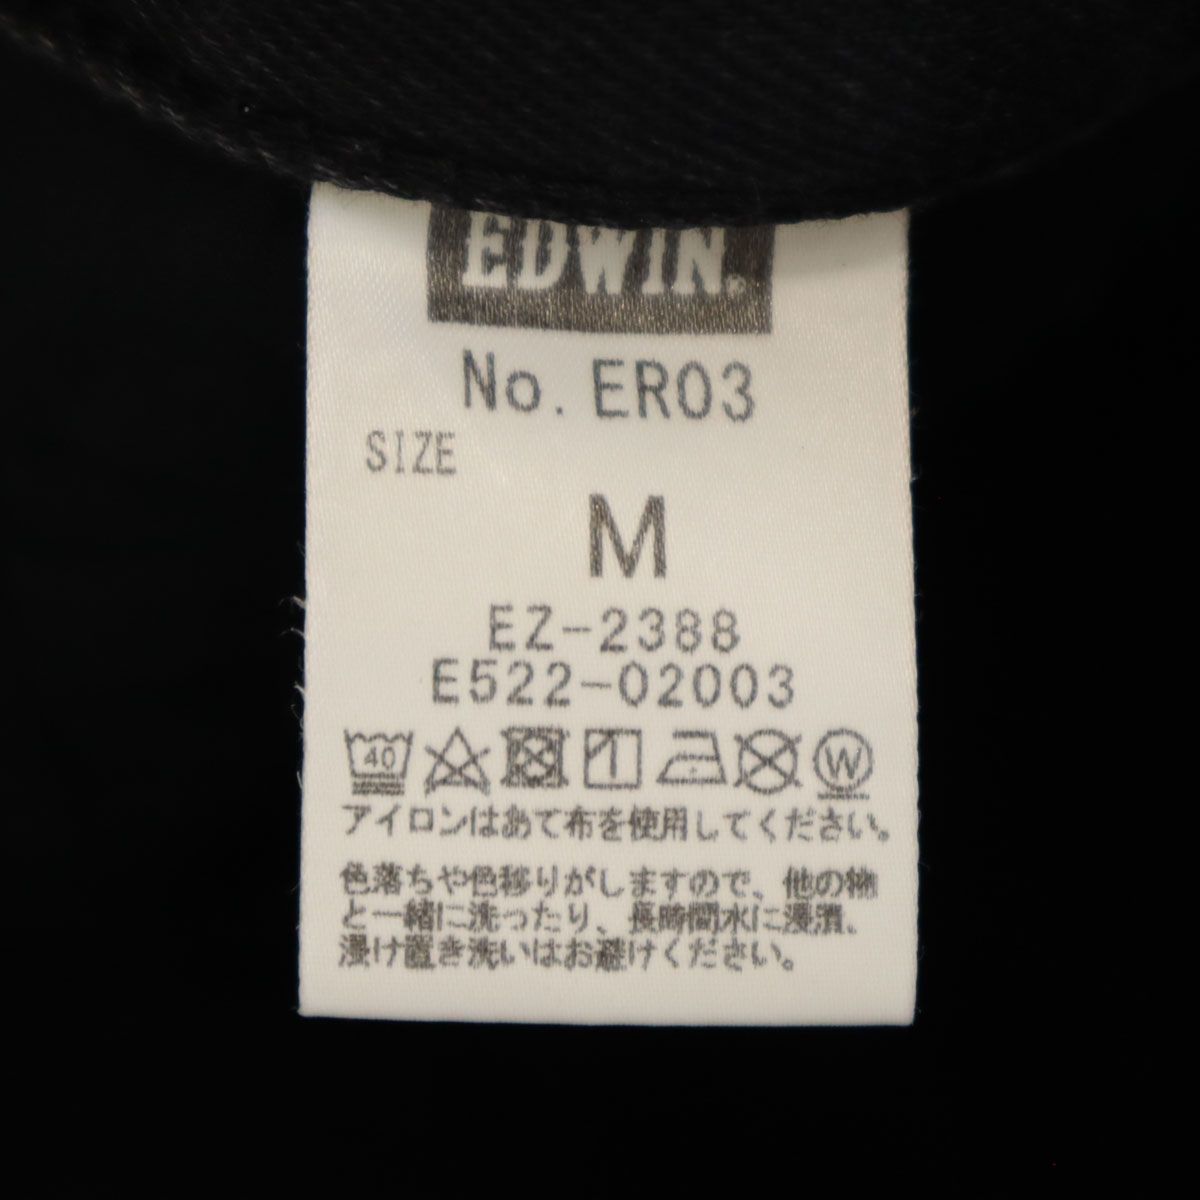 EDWIN.
No. ER03
SIZE
M
EZ-2388
E522-02003
40 W
アイロンはあて布を使用してください。
色落ちや色移りがしますので、他の物
と一緒に洗ったり、長時間水に浸漬、
浸け置き洗いはお避けください。